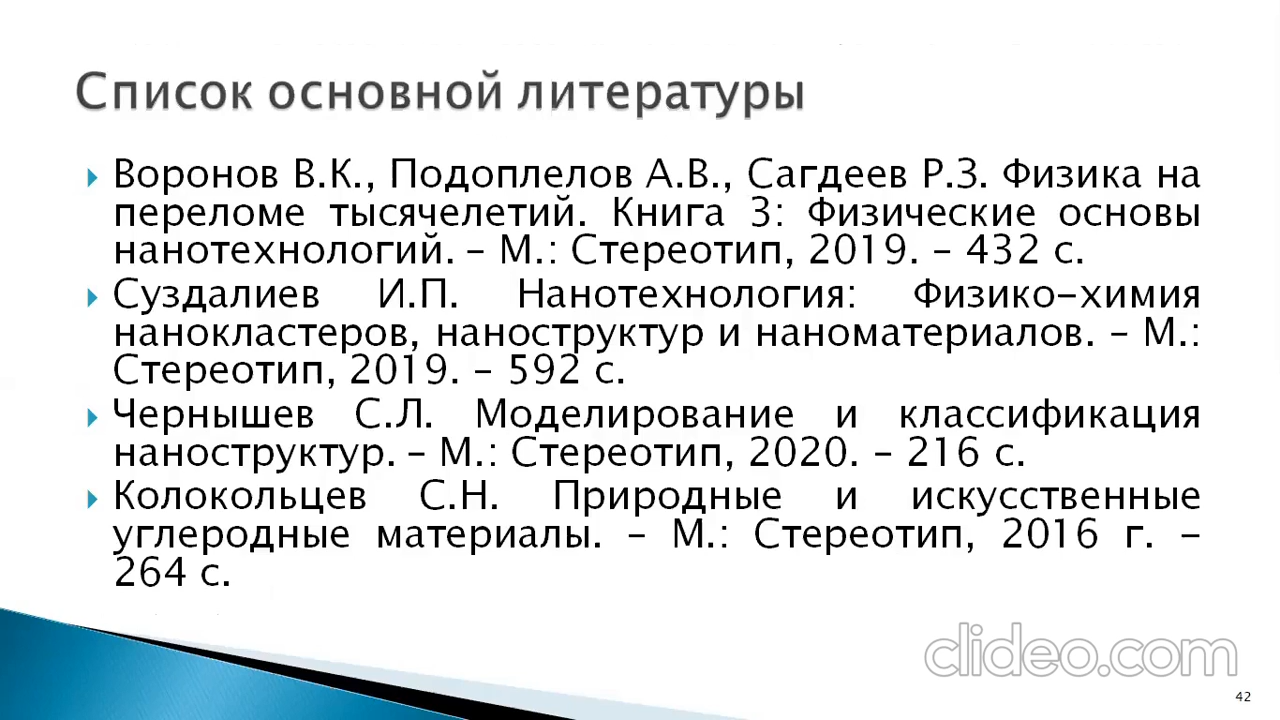 Список основной литературы
Воронов В.К., Подоплелов А.В., Сагдеев Р.З. Физика на
переломе тысячелетий. Книга 3: Физические основы
нанотехнологий. – М.: Стереотип, 2019. – 432 с.
Суздалиев И.П. Нанотехнология: Физико-химия
нанокластеров, наноструктур и наноматериалов. – М.:
Стереотип, 2019. – 592 с.
Чернышев С.Л. Моделирование и классификация
наноструктур. – М.: Стереотип, 2020. – 216 с.
Колокольцев С.Н. Природные и искусственные
углеродные материалы. – М.: Стереотип, 2016 г. –
264 с.
clideo.com
42